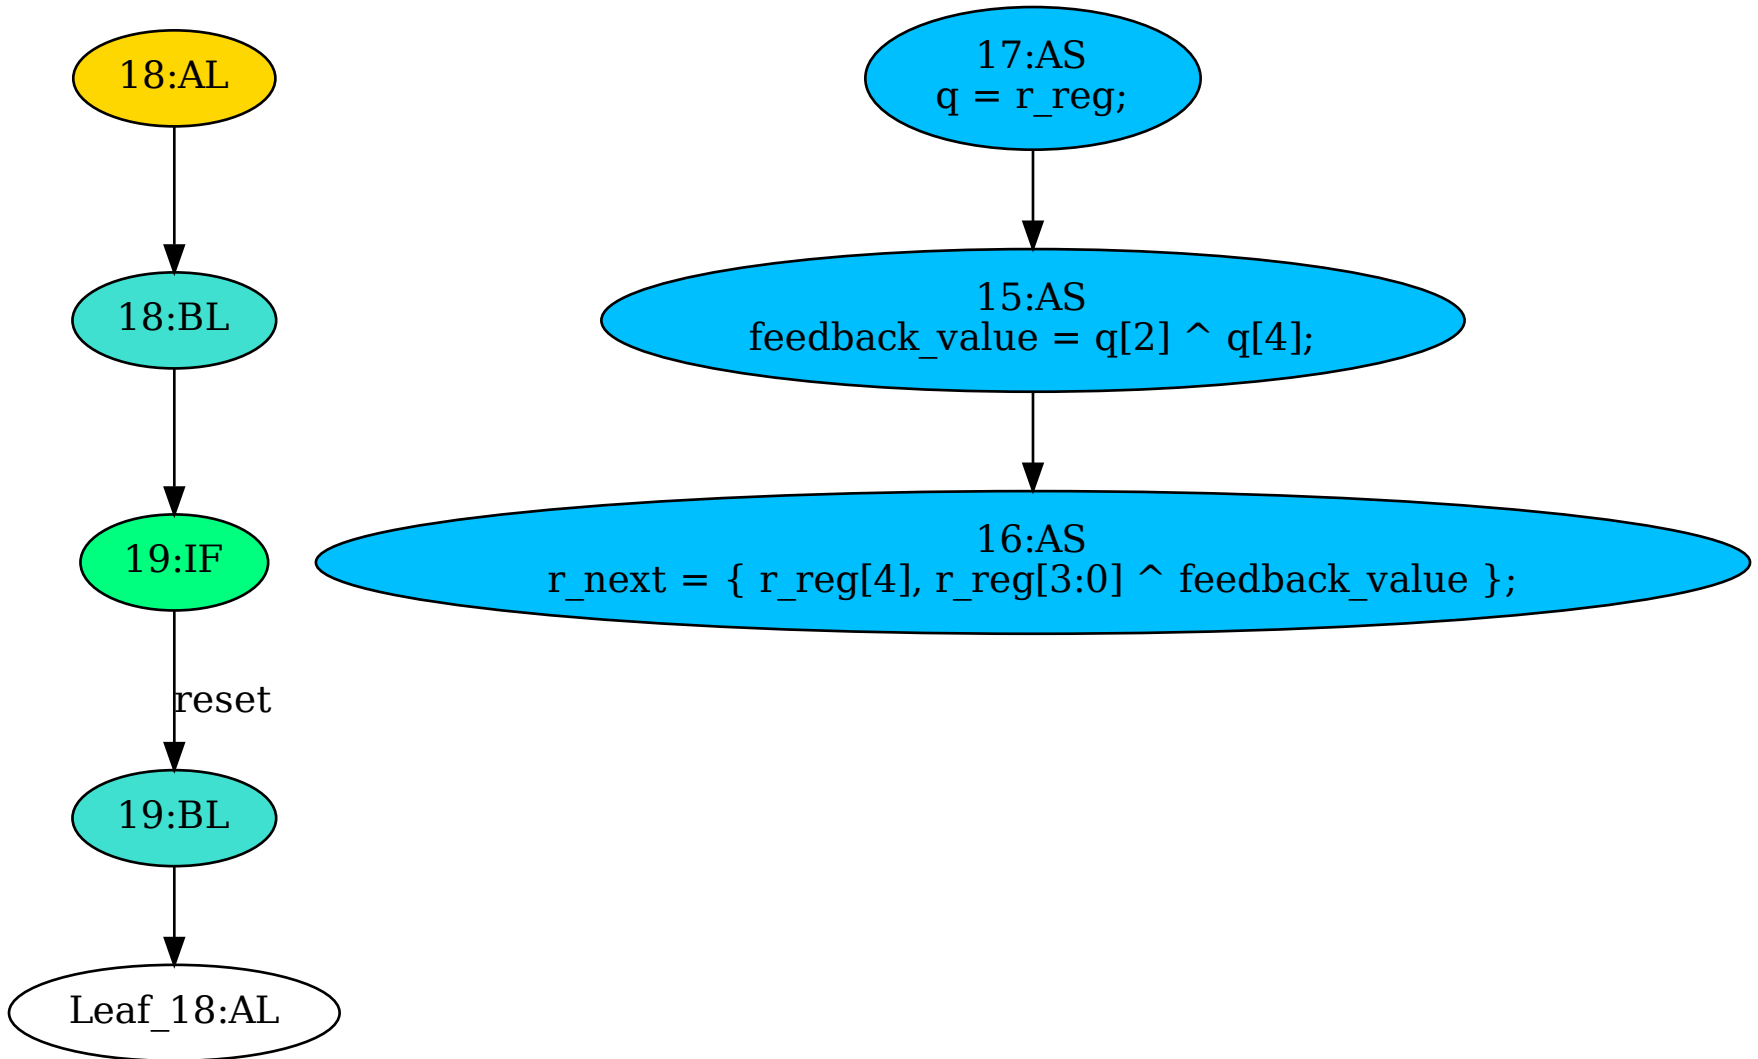 18:AL
18:BL
19:IF
reset
19:BL
Leaf_18:AL
17:AS
q = r_reg;
15:AS
feedback_value = q[2] ^ q[4];
16:AS
r_next = { r_reg[4], r_reg[3:0] ^ feedback_value };